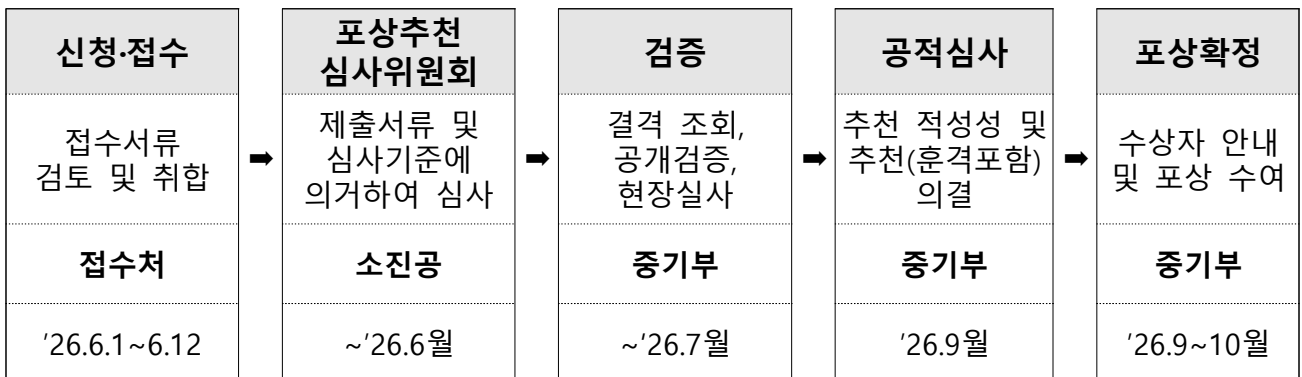 신청·접수
접수서류
검토 및 취합
접수처
’26.6.1~6.12
➡
포상추천
심사위원회
제출서류 및
심사기준에
의거하여 심사
소진공
~’26.6월
➡
검증
결격 조회,
공개검증,
현장실사
중기부
~’26.7월
➡
공적심사
추천 적성성 및
추천(훈격포함)
의결
중기부
’26.9월
➡
포상확정
수상자 안내
및 포상 수여
중기부
’26.9~10월